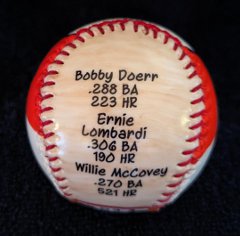 Bobby Doerr
.288 BA
223 HR
Ernie
Lombardi
.306 BA
190 HR
Willie McCovey
.270 BA
521 HR